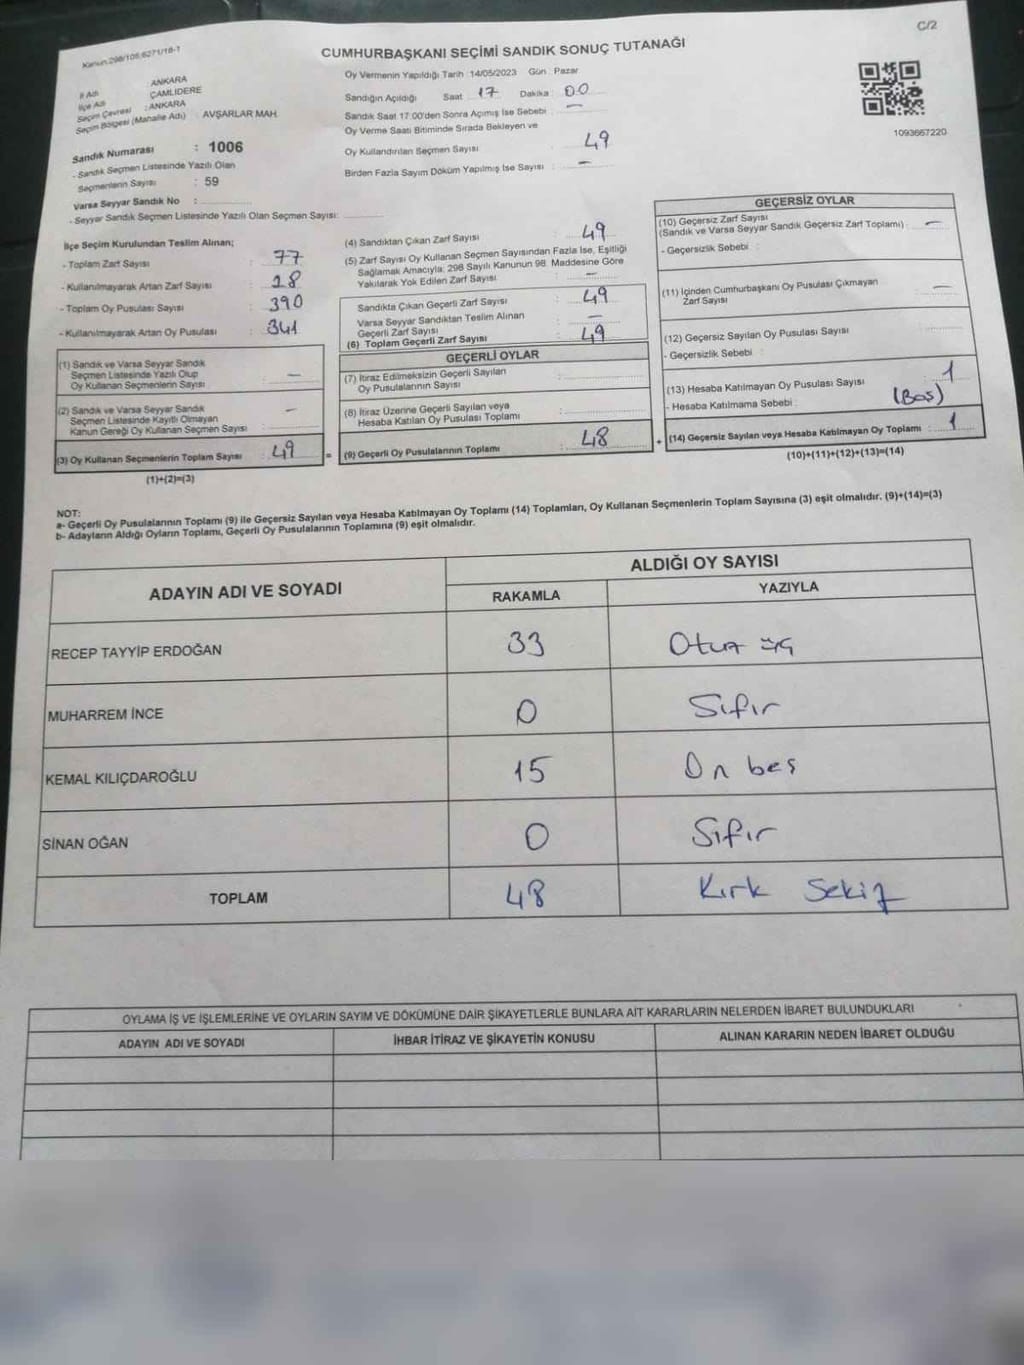 Kanun.298/105,6271/18-1
C/2
CUMHURBAŞKANI SEÇİMİ SANDIK SONUÇ TUTANAĞI
İl Adı : ANKARA
İlçe Adı : ÇAMLIDERE
Seçim Çevresi : ANKARA
Seçim Bölgesi (Mahalle Adı) : AVŞARLAR MAH.
Sandık Numarası : 1006
- Sandık Seçmen Listesinde Yazılı Olan
Seçmenlerin Sayısı : 59
Varsa Seyyar Sandık No :
- Seyyar Sandık Seçmen Listesinde Yazılı Olan Seçmen Sayısı:
Oy Vermenin Yapıldığı Tarih :14/05/2023 Gün : Pazar
Sandığın Açıldığı Saat : 17 Dakika : 00
Sandık Saat 17:00'den Sonra Açılmış İse Sebebi : —
Oy Verme Saati Bitiminde Sırada Bekleyen ve
Oy Kullandırılan Seçmen Sayısı : 49
Birden Fazla Sayım Döküm Yapılmış İse Sayısı : —
1093667220
İlçe Seçim Kurulundan Teslim Alınan;
- Toplam Zarf Sayısı : 77
- Kullanılmayarak Artan Zarf Sayısı : 28
- Toplam Oy Pusulası Sayısı : 390
- Kullanılmayarak Artan Oy Pusulası : 341
(1) Sandık ve Varsa Seyyar Sandık
Seçmen Listesinde Yazılı Olup
Oy Kullanan Seçmenlerin Sayısı : —
(2) Sandık ve Varsa Seyyar Sandık
Seçmen Listesinde Kayıtlı Olmayan
Kanun Gereği Oy Kullanan Seçmen Sayısı : —
(3) Oy Kullanan Seçmenlerin Toplam Sayısı : 49
(1)+(2)=(3)
(4) Sandıktan Çıkan Zarf Sayısı : 49
(5) Zarf Sayısı Oy Kullanan Seçmen Sayısından Fazla İse, Eşitliği
Sağlamak Amacıyla; 298 Sayılı Kanunun 98. Maddesine Göre
Yakılarak Yok Edilen Zarf Sayısı : —
Sandıkta Çıkan Geçerli Zarf Sayısı : 49
Varsa Seyyar Sandıktan Teslim Alınan
Geçerli Zarf Sayısı : —
(6) Toplam Geçerli Zarf Sayısı : 49
GEÇERLİ OYLAR
(7) İtiraz Edilmeksizin Geçerli Sayılan
Oy Pusulalarının Sayısı :
(8) İtiraz Üzerine Geçerli Sayılan veya
Hesaba Katılan Oy Pusulası Toplamı :
= (9) Geçerli Oy Pusulalarının Toplamı : 48
GEÇERSİZ OYLAR
(10) Geçersiz Zarf Sayısı
(Sandık ve Varsa Seyyar Sandık Geçersiz Zarf Toplamı) : —
- Geçersizlik Sebebi :
(11) İçinden Cumhurbaşkanı Oy Pusulası Çıkmayan
Zarf Sayısı : —
(12) Geçersiz Sayılan Oy Pusulası Sayısı :
- Geçersizlik Sebebi :
(13) Hesaba Katılmayan Oy Pusulası Sayısı : 1
- Hesaba Katılmama Sebebi : (Boş)
+ (14) Geçersiz Sayılan veya Hesaba Katılmayan Oy Toplamı : 1
(10)+(11)+(12)+(13)=(14)
NOT:
a- Geçerli Oy Pusulalarının Toplamı (9) ile Geçersiz Sayılan veya Hesaba Katılmayan Oy Toplamı (14) Toplamları, Oy Kullanan Seçmenlerin Toplam Sayısına (3) eşit olmalıdır. (9)+(14)=(3)
b- Adayların Aldığı Oyların Toplamı, Geçerli Oy Pusulalarının Toplamına (9) eşit olmalıdır.
ADAYIN ADI VE SOYADI ALDIĞI OY SAYISI
RAKAMLA YAZIYLA
RECEP TAYYİP ERDOĞAN 33 Otuz üç
MUHARREM İNCE 0 Sıfır
KEMAL KILIÇDAROĞLU 15 On beş
SİNAN OĞAN 0 Sıfır
TOPLAM 48 Kırk Sekiz
OYLAMA İŞ VE İŞLEMLERİNE VE OYLARIN SAYIM VE DÖKÜMÜNE DAİR ŞİKAYETLERLE BUNLARA AİT KARARLARIN NELERDEN İBARET BULUNDUKLARI
ADAYIN ADI VE SOYADI İHBAR İTİRAZ VE ŞİKAYETİN KONUSU ALINAN KARARIN NEDEN İBARET OLDUĞU